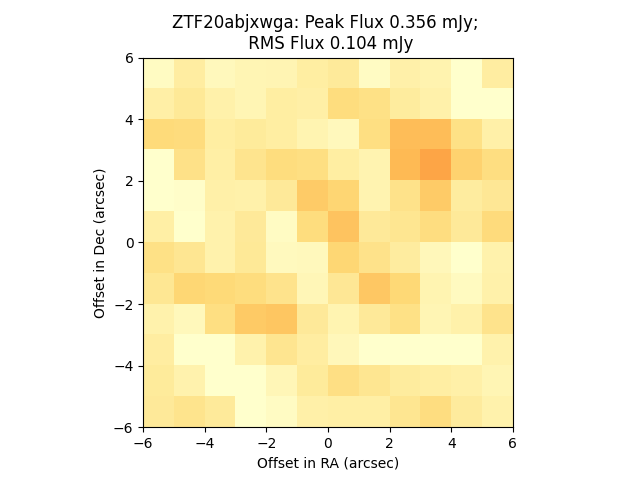 ZTF20abjxwga: Peak Flux 0.356 mJy;
RMS Flux 0.104 mJy
6
4
2
0
−2
−4
−6
Offset in Dec (arcsec)
−6 −4 −2 0 2 4 6
Offset in RA (arcsec)